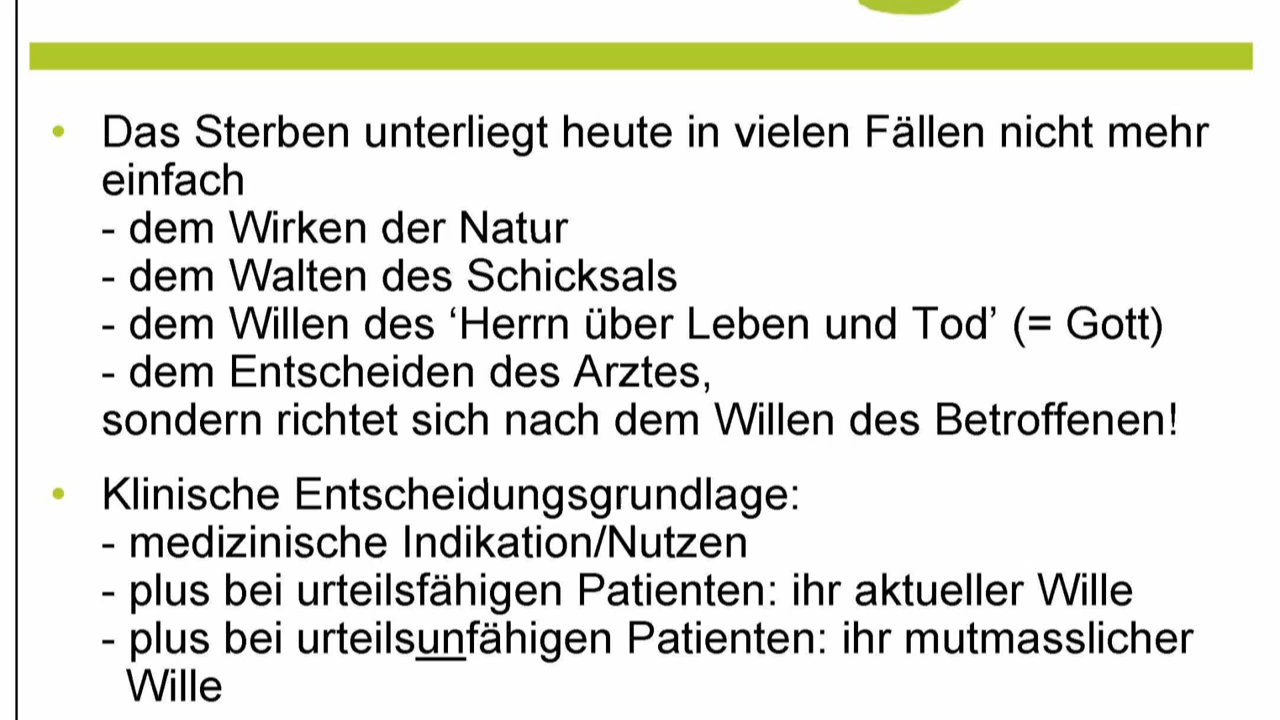 • Das Sterben unterliegt heute in vielen Fällen nicht mehr
einfach
- dem Wirken der Natur
- dem Walten des Schicksals
- dem Willen des ‘Herrn über Leben und Tod’ (= Gott)
- dem Entscheiden des Arztes,
sondern richtet sich nach dem Willen des Betroffenen!
• Klinische Entscheidungsgrundlage:
- medizinische Indikation/Nutzen
- plus bei urteilsfähigen Patienten: ihr aktueller Wille
- plus bei urteilsunfähigen Patienten: ihr mutmasslicher
Wille